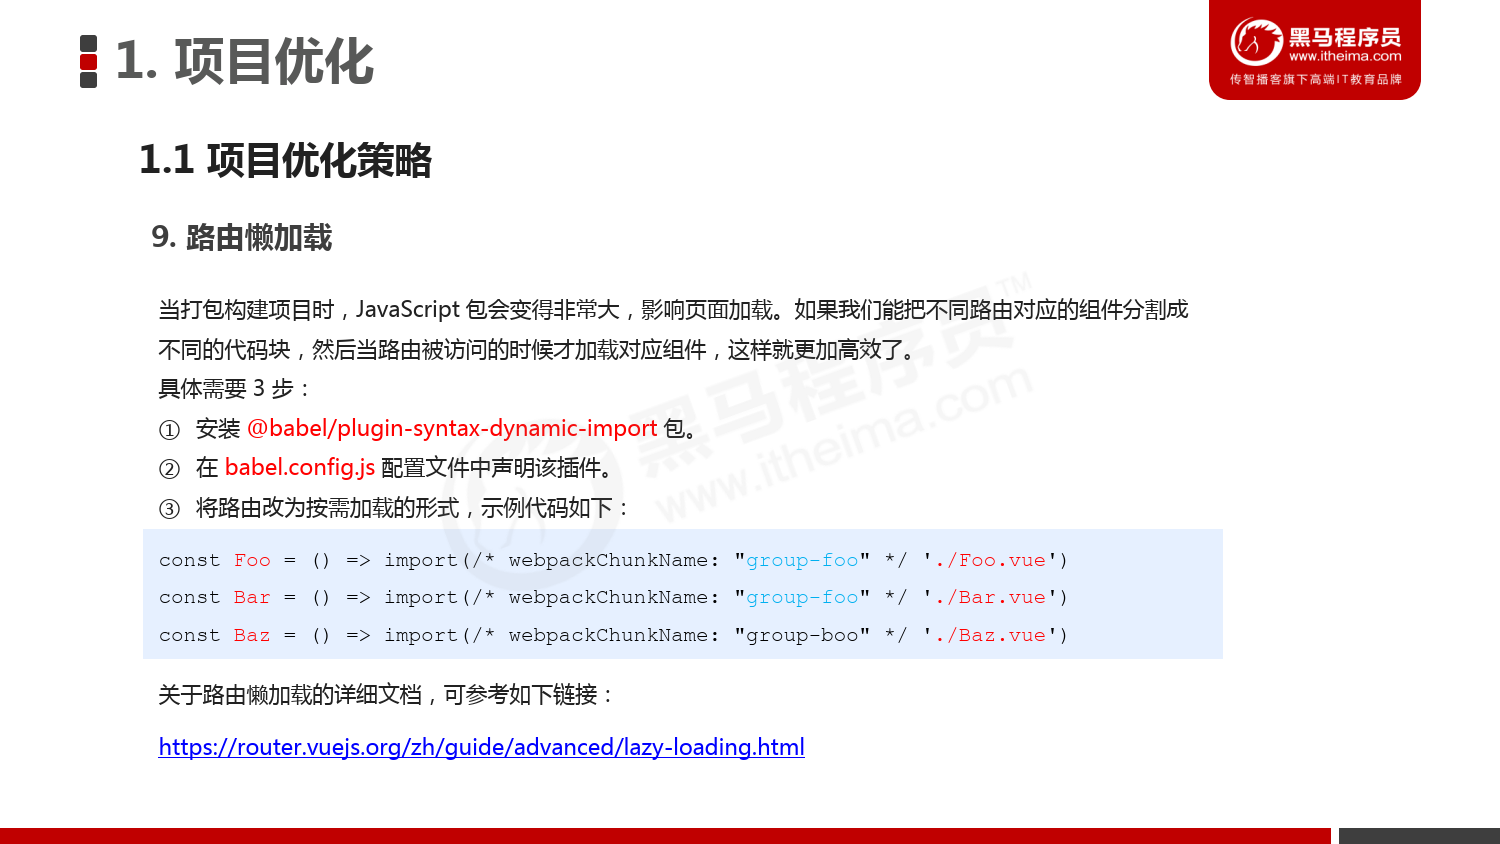 1. 项目优化
黑马程序员
www.itheima.com
传智播客旗下高端IT教育品牌
1.1 项目优化策略
9. 路由懒加载
当打包构建项目时，JavaScript 包会变得非常大，影响页面加载。如果我们能把不同路由对应的组件分割成
不同的代码块，然后当路由被访问的时候才加载对应组件，这样就更加高效了。
具体需要 3 步：
① 安装 @babel/plugin-syntax-dynamic-import 包。
② 在 babel.config.js 配置文件中声明该插件。
③ 将路由改为按需加载的形式，示例代码如下：
const Foo = () => import(/* webpackChunkName: "group-foo" */ './Foo.vue')
const Bar = () => import(/* webpackChunkName: "group-foo" */ './Bar.vue')
const Baz = () => import(/* webpackChunkName: "group-boo" */ './Baz.vue')
关于路由懒加载的详细文档，可参考如下链接：
https://router.vuejs.org/zh/guide/advanced/lazy-loading.html
黑马程序员™
www.itheima.com